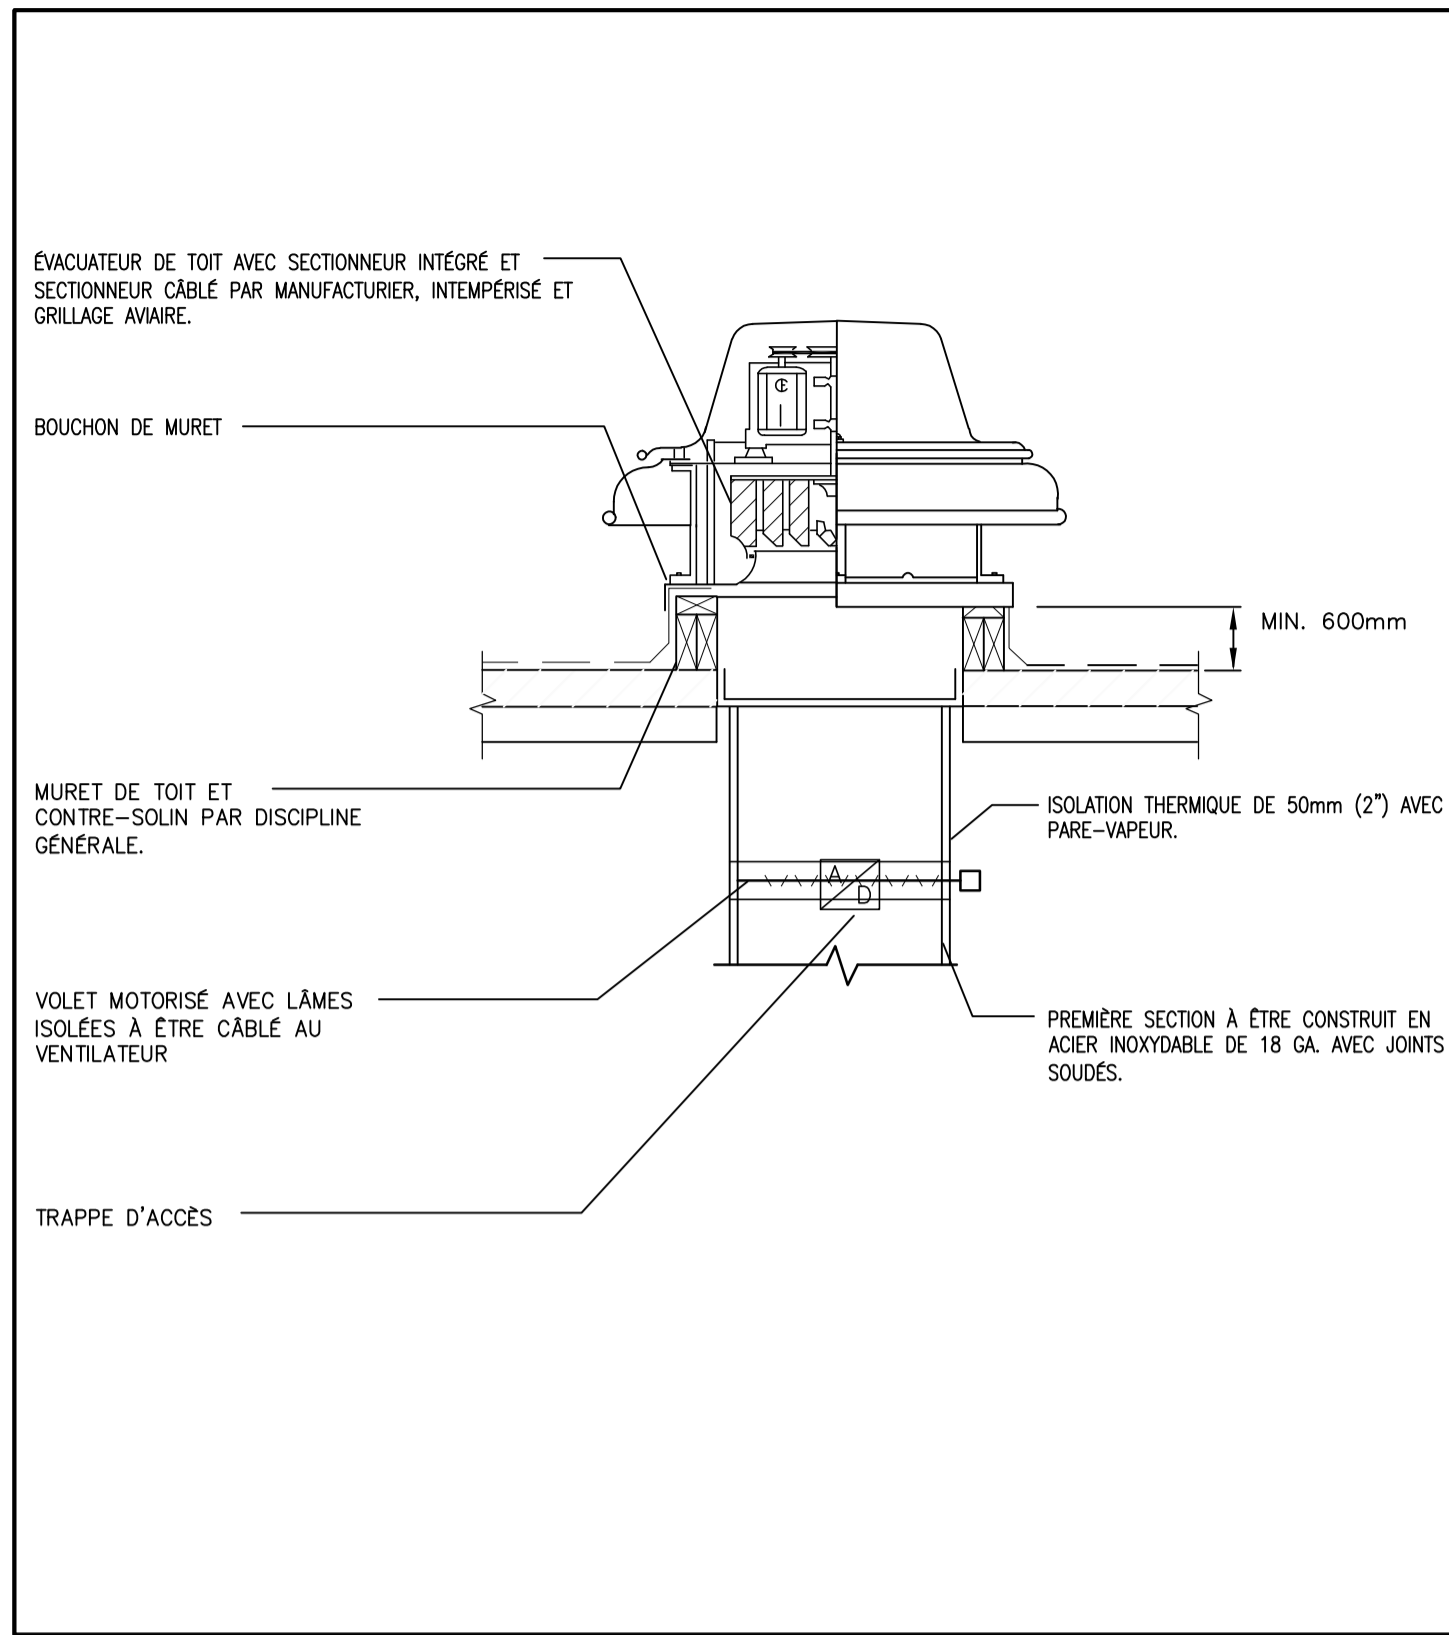 ÉVACUATEUR DE TOIT AVEC SECTIONNEUR INTÉGRÉ ET
SECTIONNEUR CÂBLÉ PAR MANUFACTURIER, INTEMPÉRISÉ ET
GRILLAGE AVIAIRE.
BOUCHON DE MURET
MIN. 600mm
MURET DE TOIT ET
CONTRE-SOLIN PAR DISCIPLINE
GÉNÉRALE.
ISOLATION THERMIQUE DE 50mm (2") AVEC
PARE-VAPEUR.
A
D
VOLET MOTORISÉ AVEC LÂMES
ISOLÉES À ÊTRE CÂBLÉ AU
VENTILATEUR
PREMIÈRE SECTION À ÊTRE CONSTRUIT EN
ACIER INOXYDABLE DE 18 GA. AVEC JOINTS
SOUDÉS.
TRAPPE D'ACCÈS